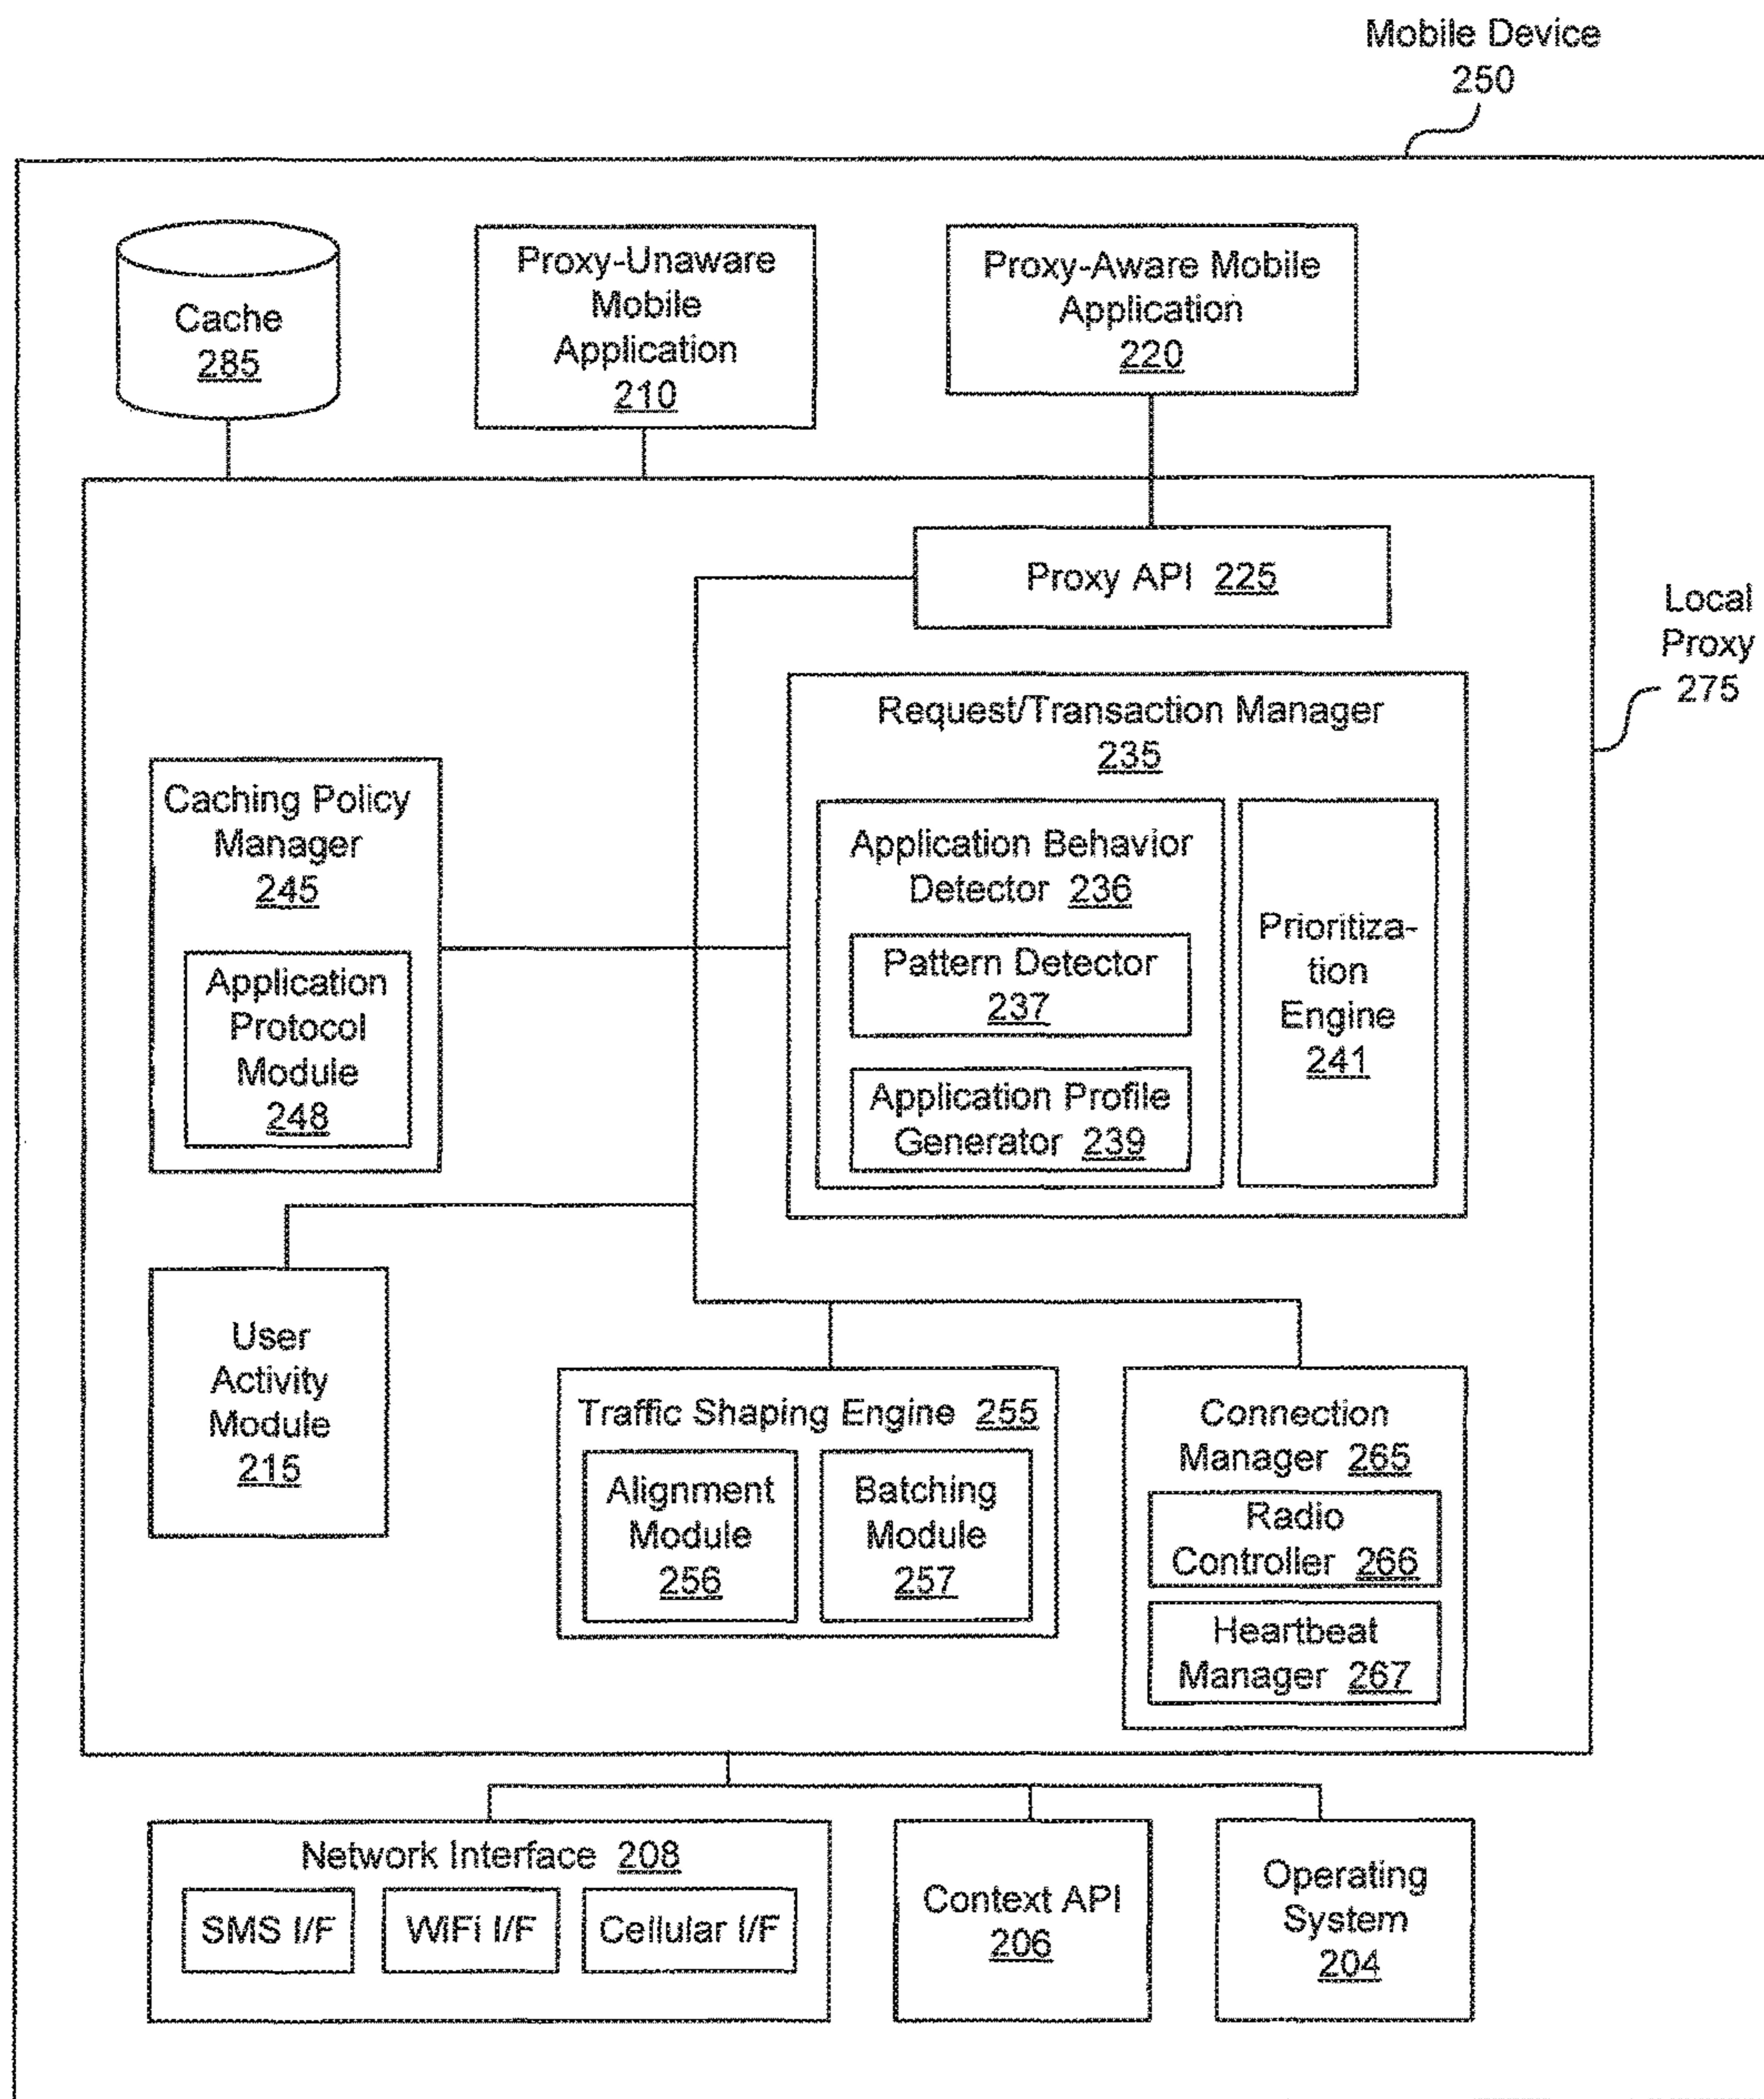 Mobile Device
250
Cache
285
Proxy-Unaware
Mobile
Application
210
Proxy-Aware Mobile
Application
220
Proxy API 225
Local
Proxy
275
Request/Transaction Manager
235
Caching Policy
Manager
245
Application
Protocol
Module
248
Application Behavior
Detector 236
Pattern Detector
237
Application Profile
Generator 239
Prioritiza-
tion
Engine
241
User
Activity
Module
215
Traffic Shaping Engine 255
Alignment
Module
256
Batching
Module
257
Connection
Manager 265
Radio
Controller 266
Heartbeat
Manager 267
Network Interface 208
SMS I/F
WiFi I/F
Cellular I/F
Context API
206
Operating
System
204